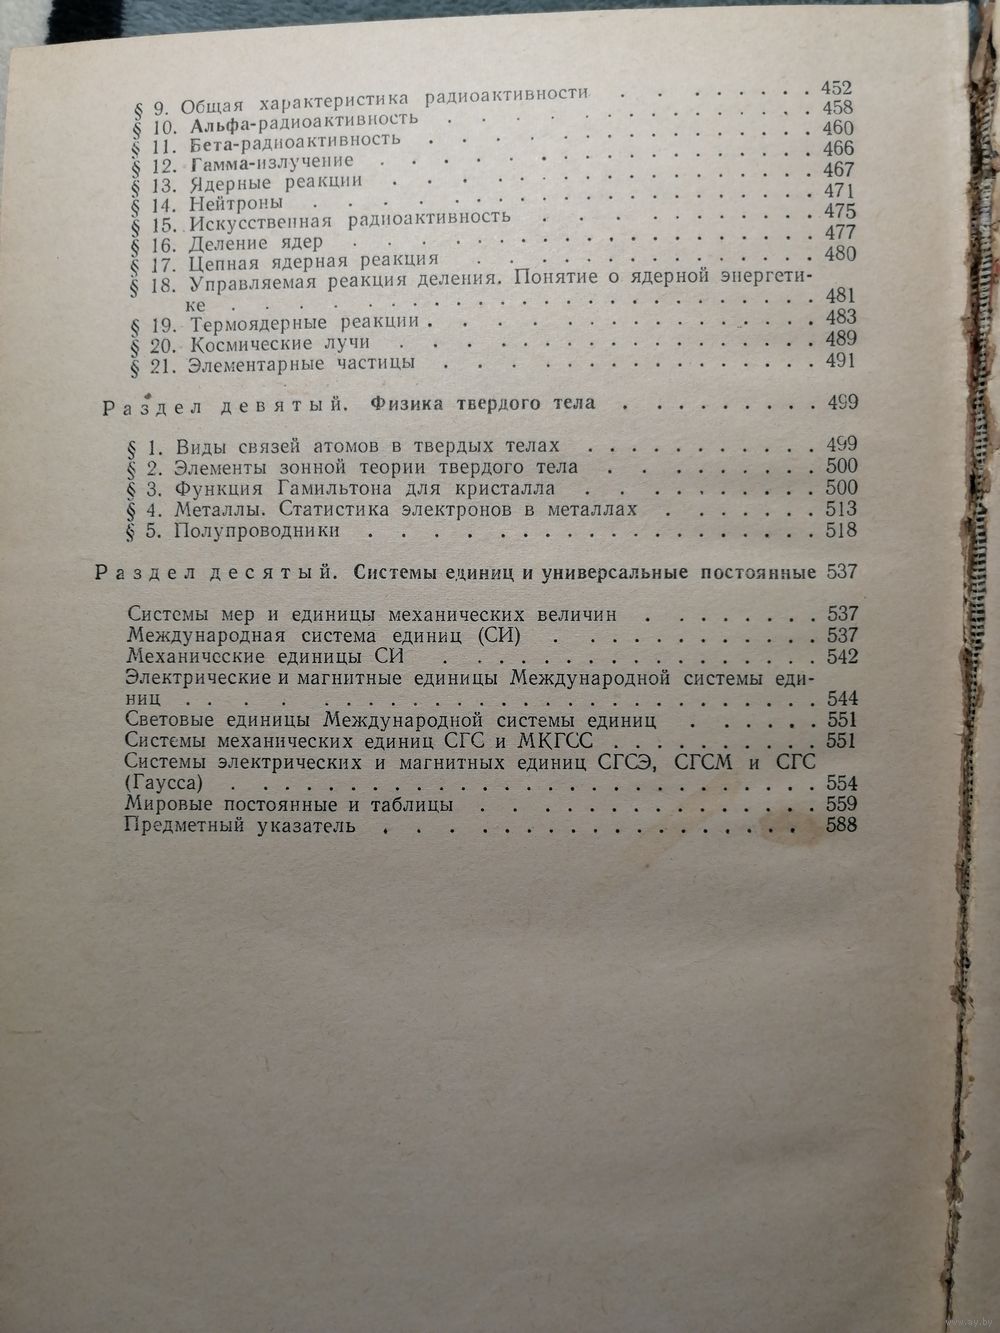 § 9. Общая характеристика радиоактивности . . . . . . . . 452
§ 10. Альфа-радиоактивность . . . . . . . . . . . . 458
§ 11. Бета-радиоактивность . . . . . . . . . . . . . 460
§ 12. Гамма-излучение . . . . . . . . . . . . . . 466
§ 13. Ядерные реакции . . . . . . . . . . . . . . 467
§ 14. Нейтроны . . . . . . . . . . . . . . . . 471
§ 15. Искусственная радиоактивность . . . . . . . . . 475
§ 16. Деление ядер . . . . . . . . . . . . . . . 477
§ 17. Цепная ядерная реакция . . . . . . . . . . . 480
§ 18. Управляемая реакция деления. Понятие о ядерной энергети-
ке . . . . . . . . . . . . . . . . . . 481
§ 19. Термоядерные реакции . . . . . . . . . . . . . 483
§ 20. Космические лучи . . . . . . . . . . . . . . 489
§ 21. Элементарные частицы . . . . . . . . . . . . 491
Раздел девятый. Физика твердого тела . . . . . . . . . 499
§ 1. Виды связей атомов в твердых телах . . . . . . . . 499
§ 2. Элементы зонной теории твердого тела . . . . . . . 500
§ 3. Функция Гамильтона для кристалла . . . . . . . . 500
§ 4. Металлы. Статистика электронов в металлах . . . . . . 513
§ 5. Полупроводники . . . . . . . . . . . . . . . 518
Раздел десятый. Системы единиц и универсальные постоянные 537
Системы мер и единицы механических величин . . . . . . 537
Международная система единиц (СИ) . . . . . . . . . 537
Механические единицы СИ . . . . . . . . . . . . 542
Электрические и магнитные единицы Международной системы еди-
ниц . . . . . . . . . . . . . . . . . . . . 544
Световые единицы Международной системы единиц . . . . . . 551
Системы механических единиц СГС и МКГСС . . . . . . . . 551
Системы электрических и магнитных единиц СГСЭ, СГСМ и СГС
(Гаусса) . . . . . . . . . . . . . . . . . . 554
Мировые постоянные и таблицы . . . . . . . . . . . 559
Предметный указатель . . . . . . . . . . . . . . 588
www.ay.by